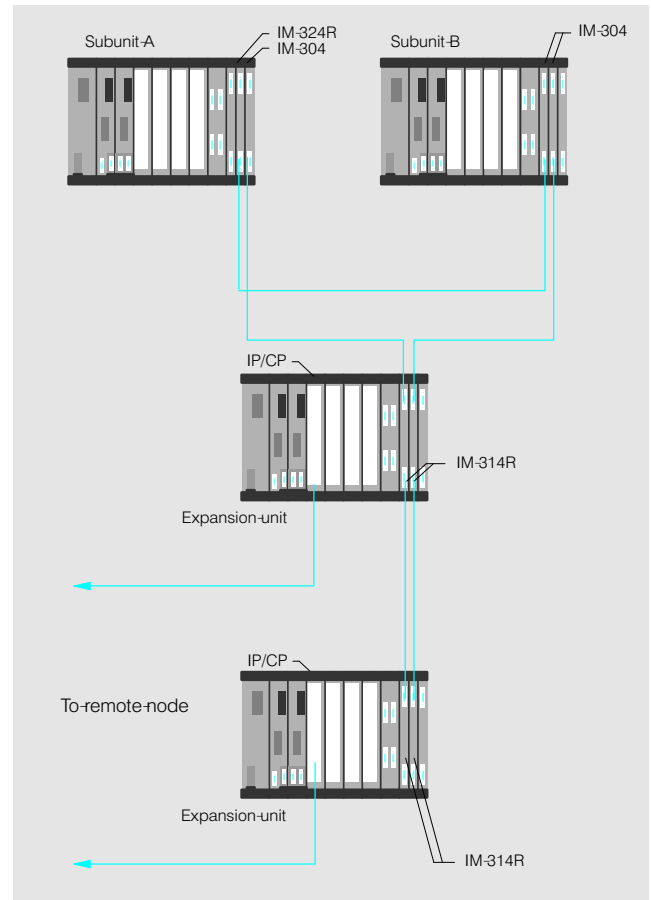 Subunit-A
IM-324R
IM-304
Subunit-B
IM-304
IP/CP
IM-314R
Expansion-unit
IP/CP
To-remote-node
Expansion-unit
IM-314R